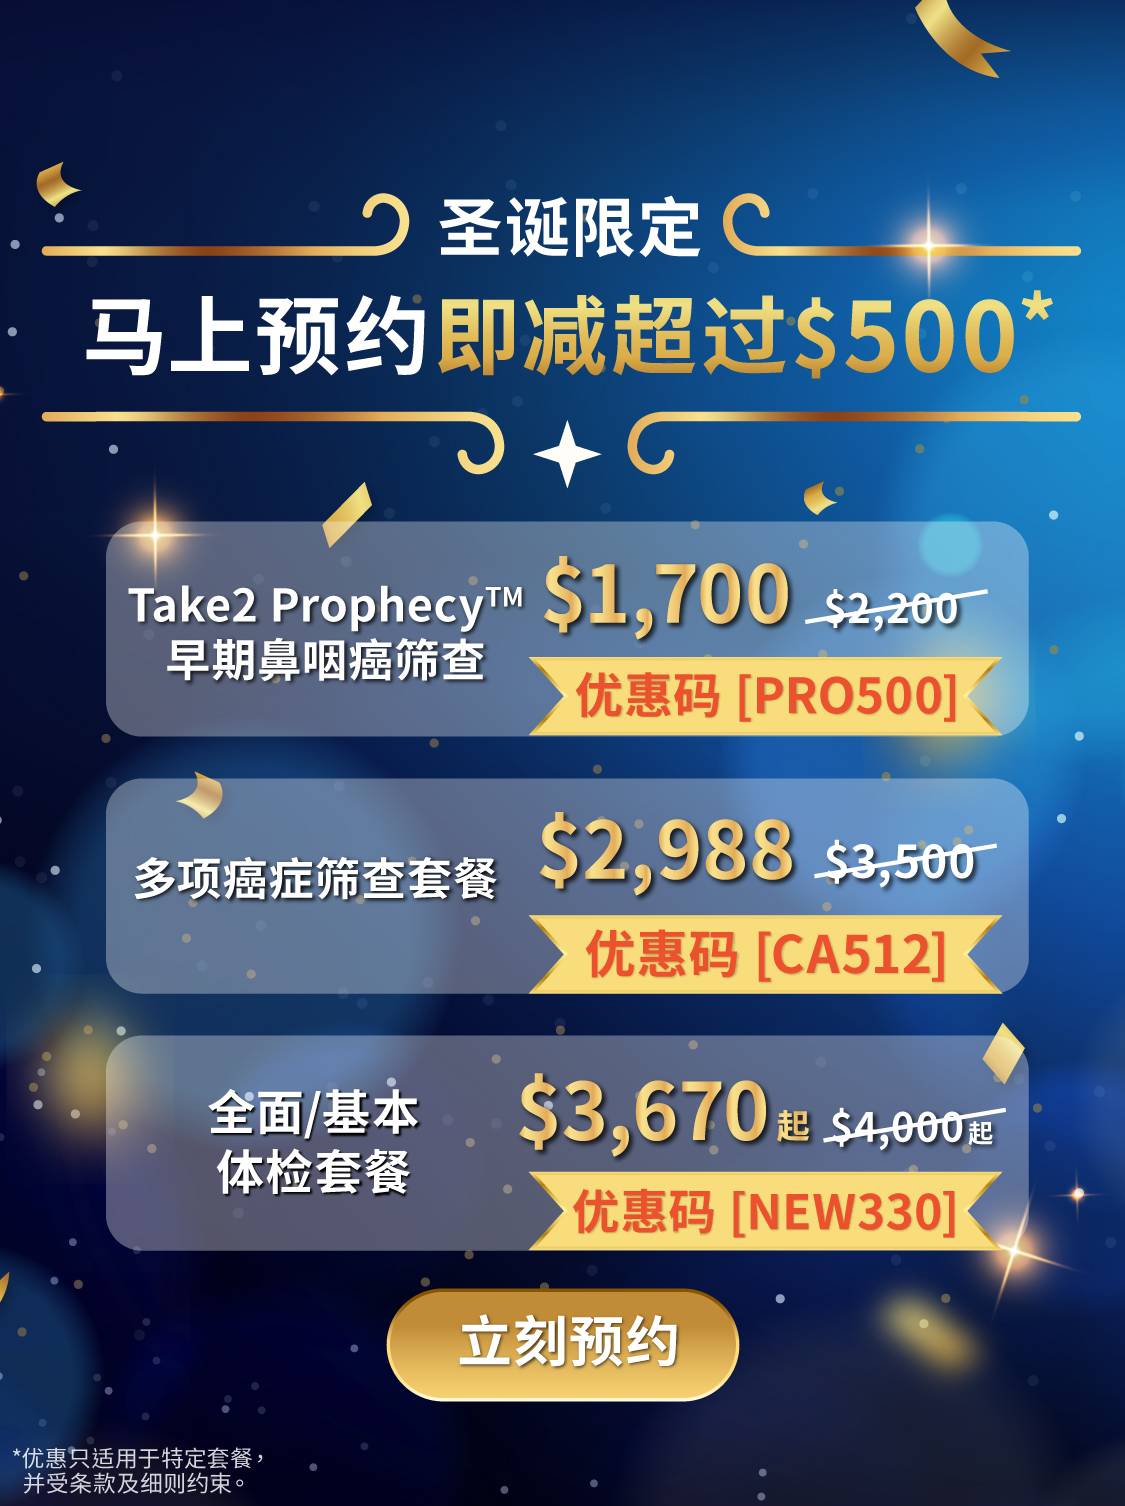 圣诞限定
马上预约即减超过$500*
Take2 Prophecy™
早期鼻咽癌筛查
$1,700 $2,200
优惠码 [PRO500]
多项癌症筛查套餐
$2,988 $3,500
优惠码 [CA512]
全面/基本
体检套餐
$3,670起 $4,000起
优惠码 [NEW330]
立刻预约
*优惠只适用于特定套餐，
并受条款及细则约束。